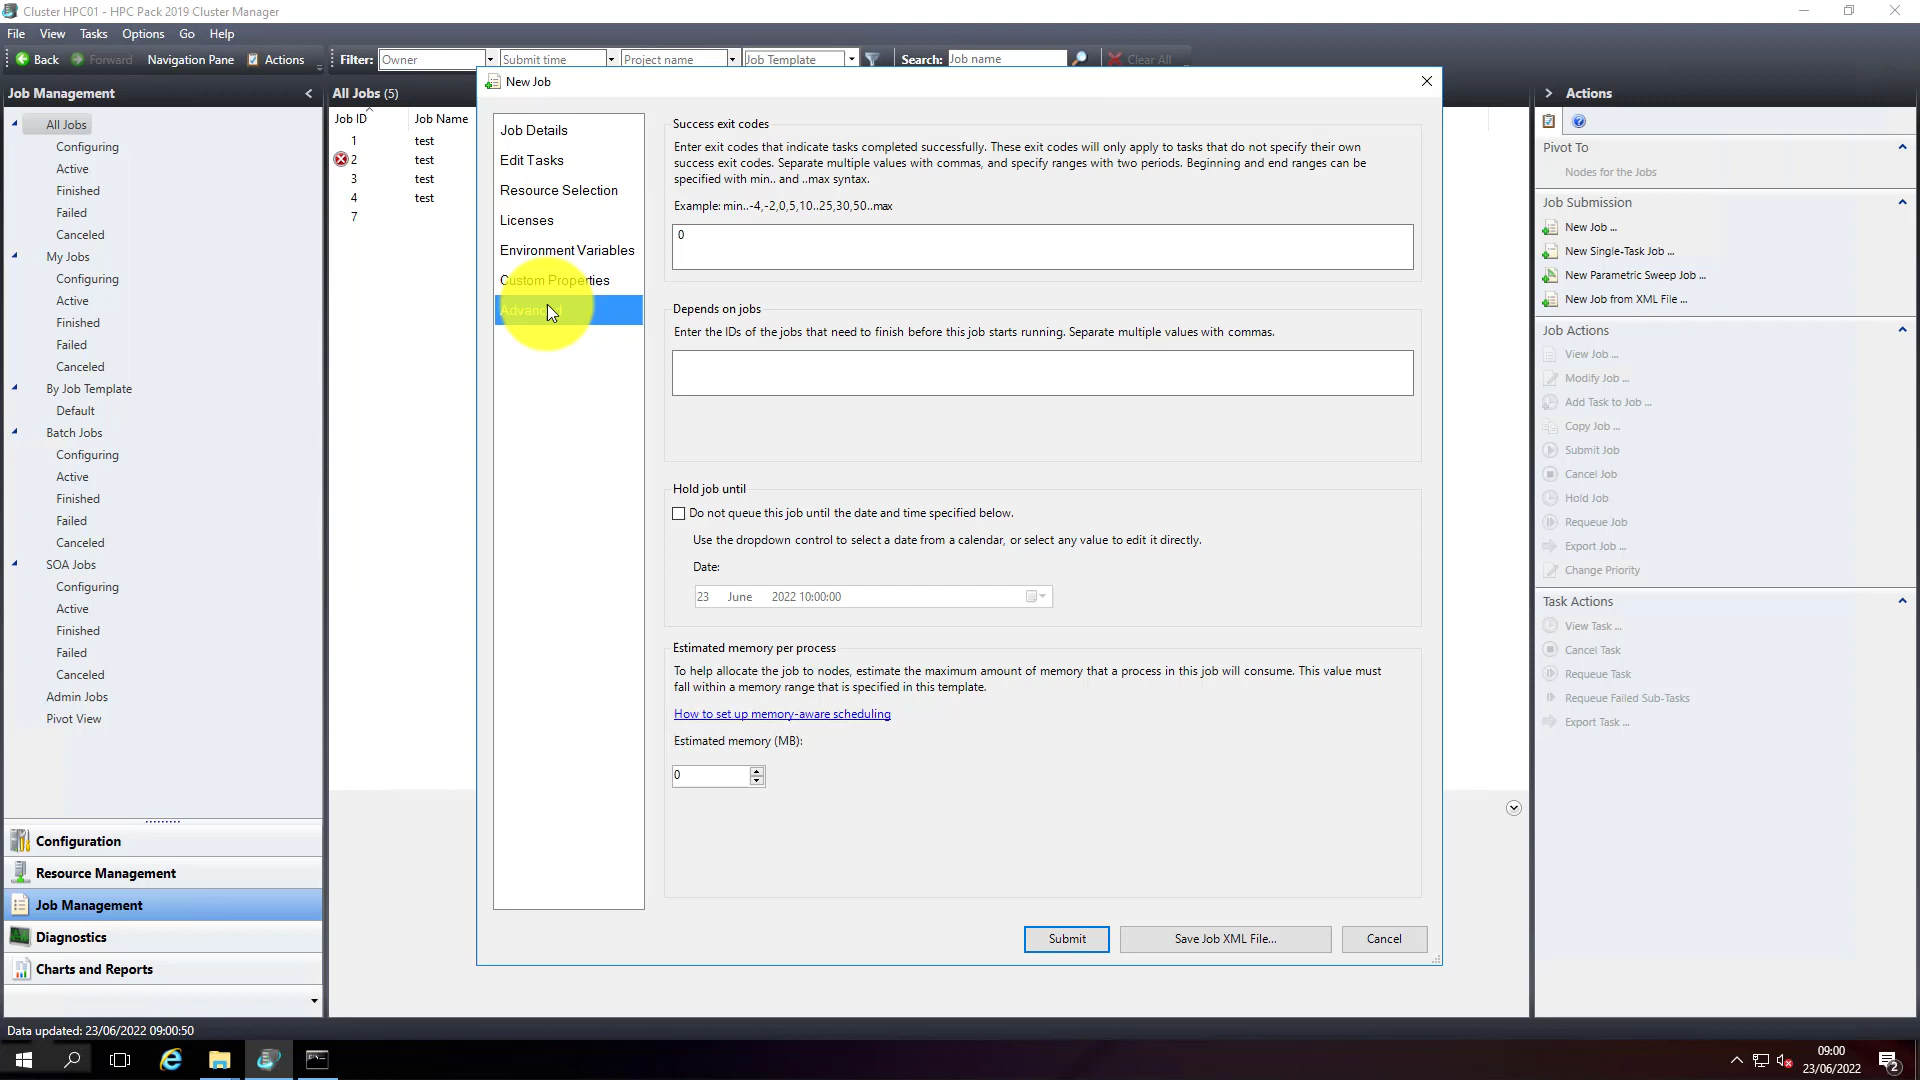 Cluster HPC01 - HPC Pack 2019 Cluster Manager
File View Tasks Options Go Help
Back Forward Navigation Pane Actions Filter: Owner Submit time Project name Job Template Search: Job name Clear All
Job Management
All Jobs
Configuring
Active
Finished
Failed
Canceled
My Jobs
Configuring
Active
Finished
Failed
Canceled
By Job Template
Default
Batch Jobs
Configuring
Active
Finished
Failed
Canceled
SOA Jobs
Configuring
Active
Finished
Failed
Canceled
Admin Jobs
Pivot View
Configuration
Resource Management
Job Management
Diagnostics
Charts and Reports
All Jobs (5)
Job ID Job Name
1 test
2 test
3 test
4 test
7
New Job
Job Details
Edit Tasks
Resource Selection
Licenses
Environment Variables
Custom Properties
Advanced
Success exit codes
Enter exit codes that indicate tasks completed successfully. These exit codes will only apply to tasks that do not specify their own
success exit codes. Separate multiple values with commas, and specify ranges with two periods. Beginning and end ranges can be
specified with min.. and ..max syntax.
Example: min..-4,-2,0,5,10..25,30,50..max
0
Depends on jobs
Enter the IDs of the jobs that need to finish before this job starts running. Separate multiple values with commas.
Hold job until
Do not queue this job until the date and time specified below.
Use the dropdown control to select a date from a calendar, or select any value to edit it directly.
Date:
23 June 2022 10:00:00
Estimated memory per process
To help allocate the job to nodes, estimate the maximum amount of memory that a process in this job will consume. This value must
fall within a memory range that is specified in this template.
How to set up memory-aware scheduling
Estimated memory (MB):
0
Submit Save Job XML File... Cancel
Actions
Pivot To
Nodes for the Jobs
Job Submission
New Job ...
New Single-Task Job ...
New Parametric Sweep Job ...
New Job from XML File ...
Job Actions
View Job ...
Modify Job ...
Add Task to Job ...
Copy Job ...
Submit Job
Cancel Job
Hold Job
Requeue Job
Export Job ...
Change Priority
Task Actions
View Task ...
Cancel Task
Requeue Task
Requeue Failed Sub-Tasks
Export Task ...
Data updated: 23/06/2022 09:00:50
09:00
23/06/2022
2